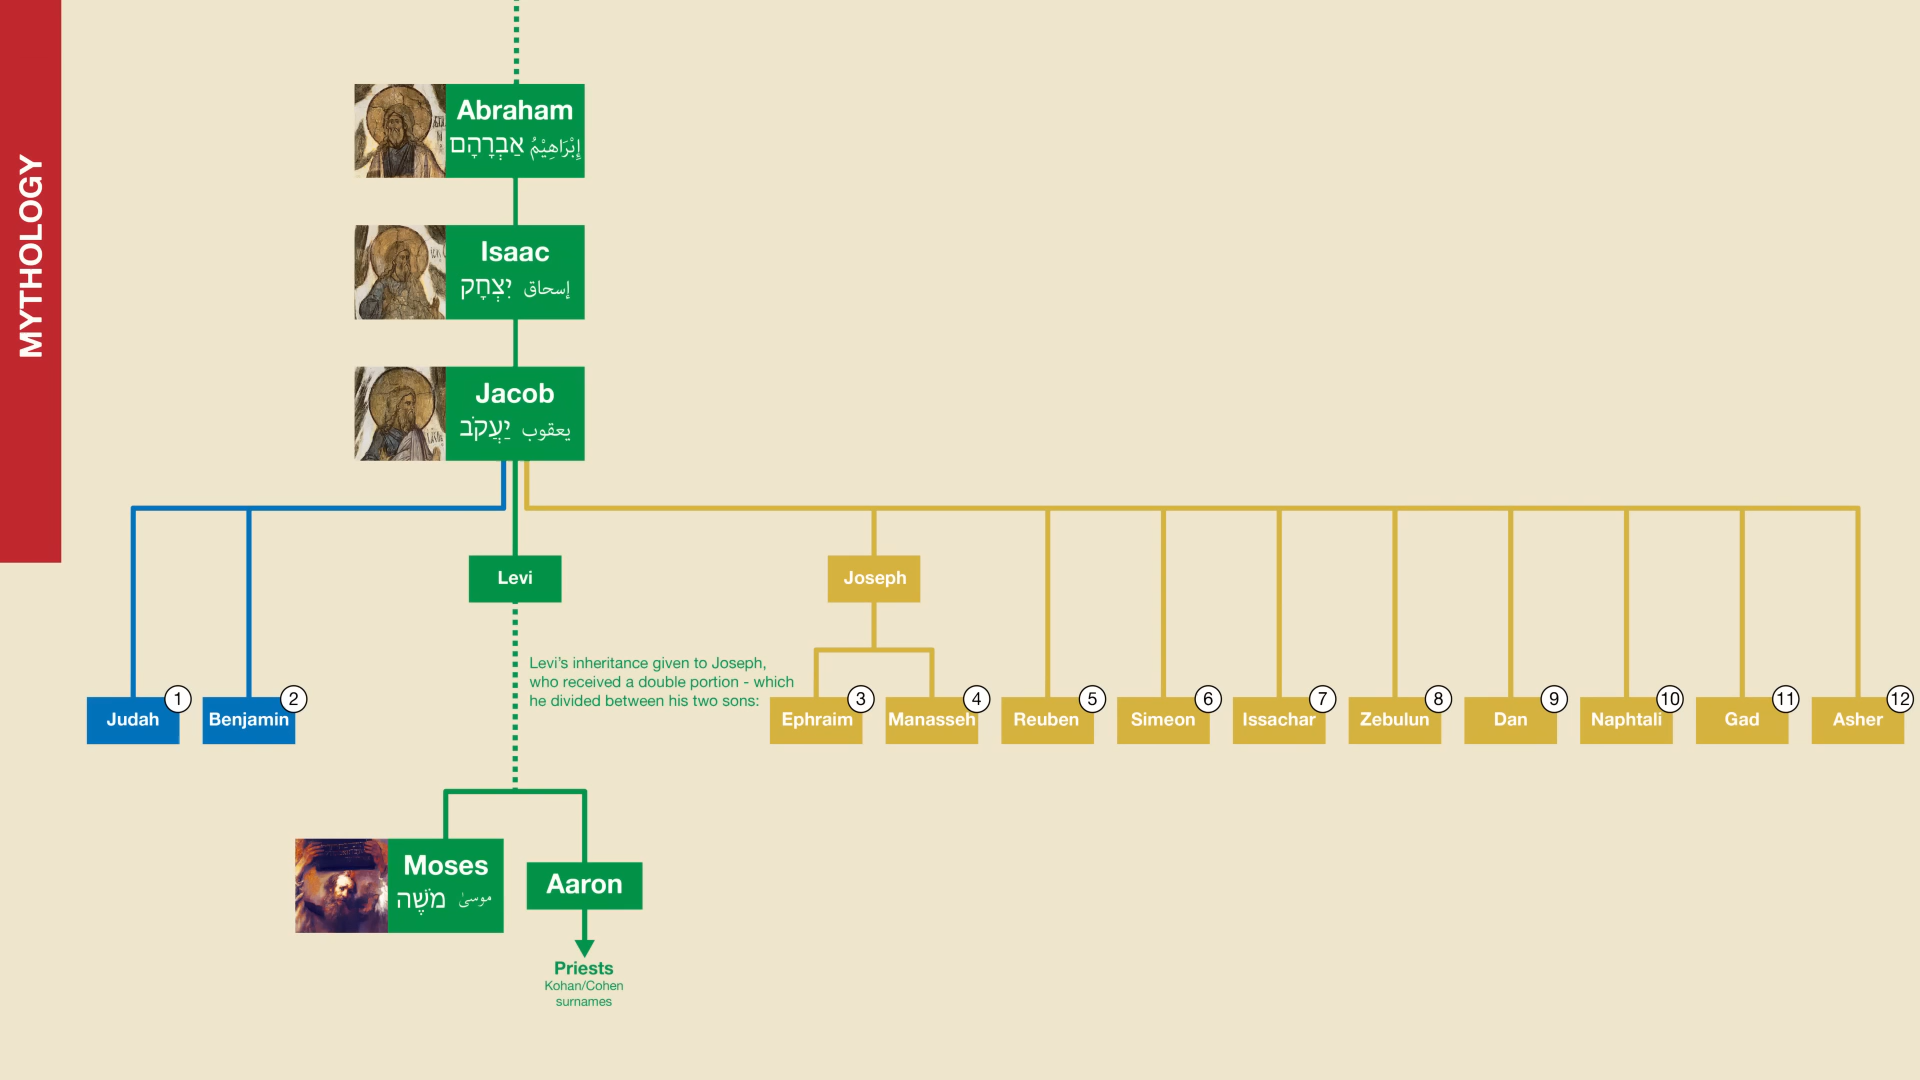 MYTHOLOGY
Abraham
אַבְרָהָם إِبْرَاهِيْمُ
Isaac
יִצְחָק إسحاق
Jacob
יַעֲקֹב يعقوب
Levi
Joseph
Levi’s inheritance given to Joseph,
who received a double portion - which
he divided between his two sons:
1
Judah
2
Benjamin
3
Ephraim
4
Manasseh
5
Reuben
6
Simeon
7
Issachar
8
Zebulun
9
Dan
10
Naphtali
11
Gad
12
Asher
Moses
מֹשֶׁה موسىٰ
Aaron
Priests
Kohan/Cohen
surnames